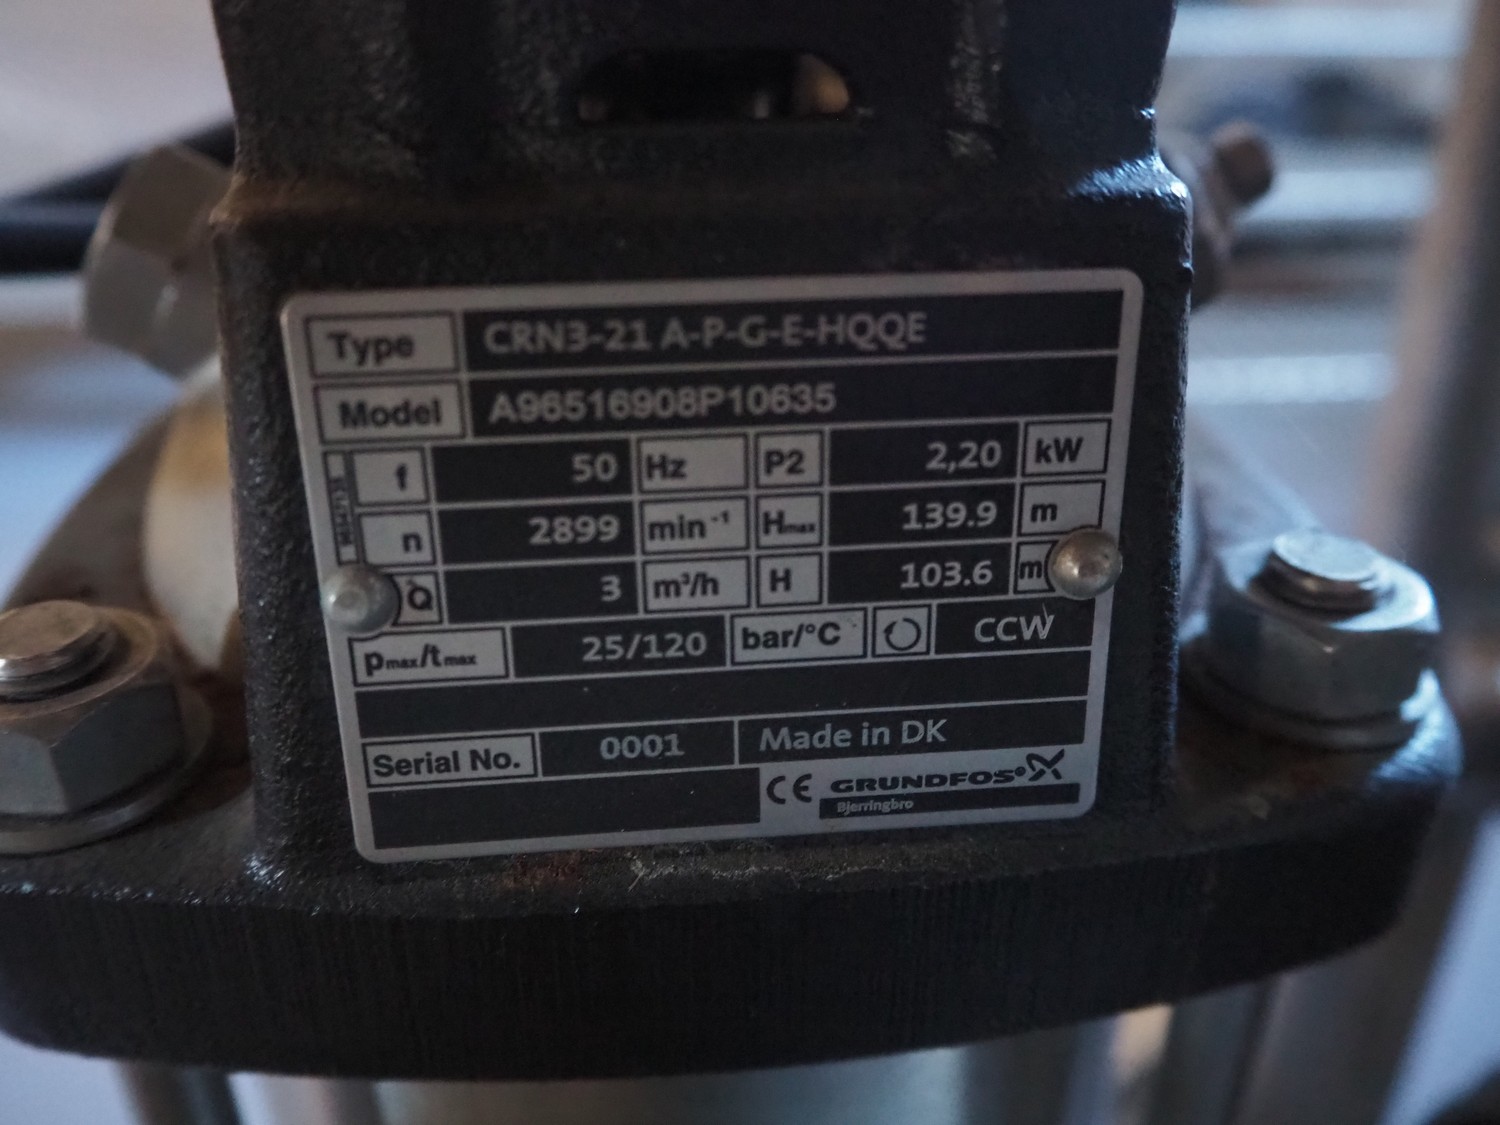 Type CRN3-21 A-P-G-E-HQQE
Model A96516908P10635
f 50 Hz P2 2,20 kW
n 2899 min⁻¹ Hmax 139.9 m
Q 3 m³/h H 103.6 m
pmax/tmax 25/120 bar/°C CCW
Serial No. 0001 Made in DK
CE GRUNDFOS®
Bjerringbro